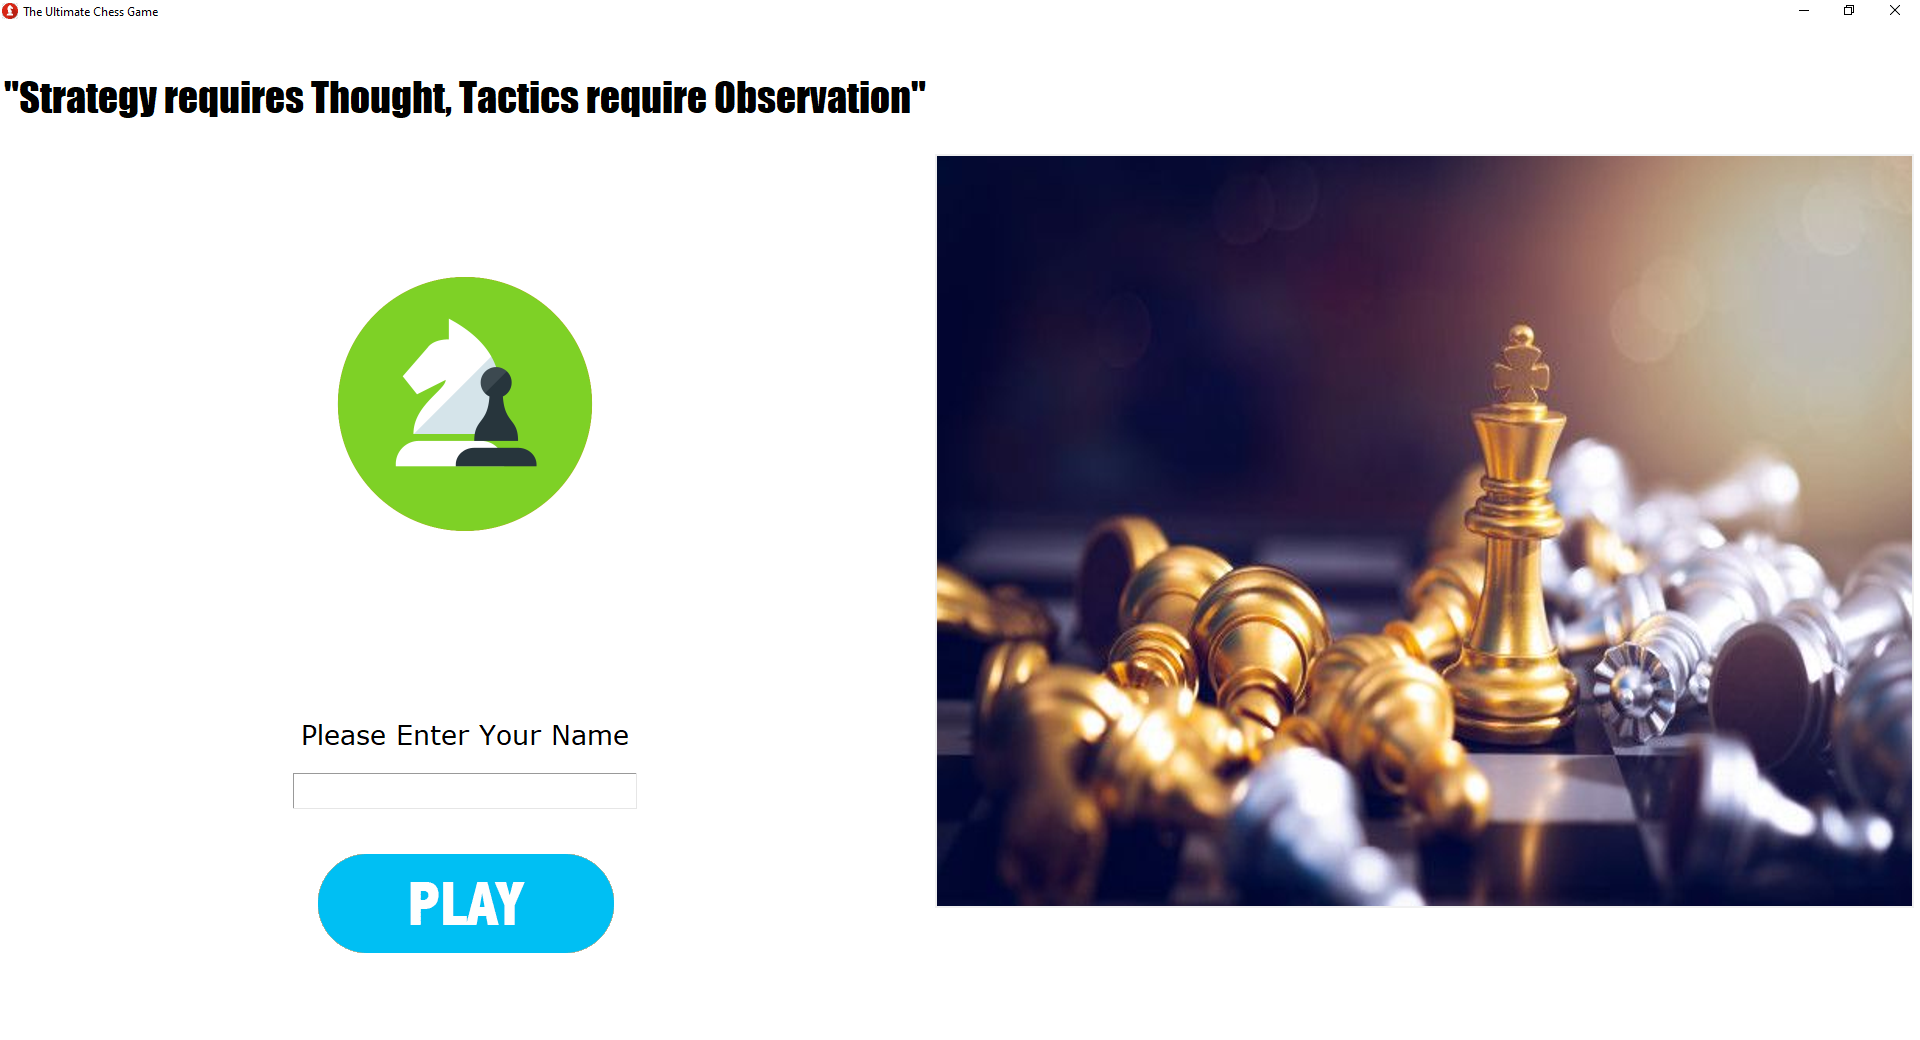 The Ultimate Chess Game
"Strategy requires Thought, Tactics require Observation"
Please Enter Your Name
PLAY